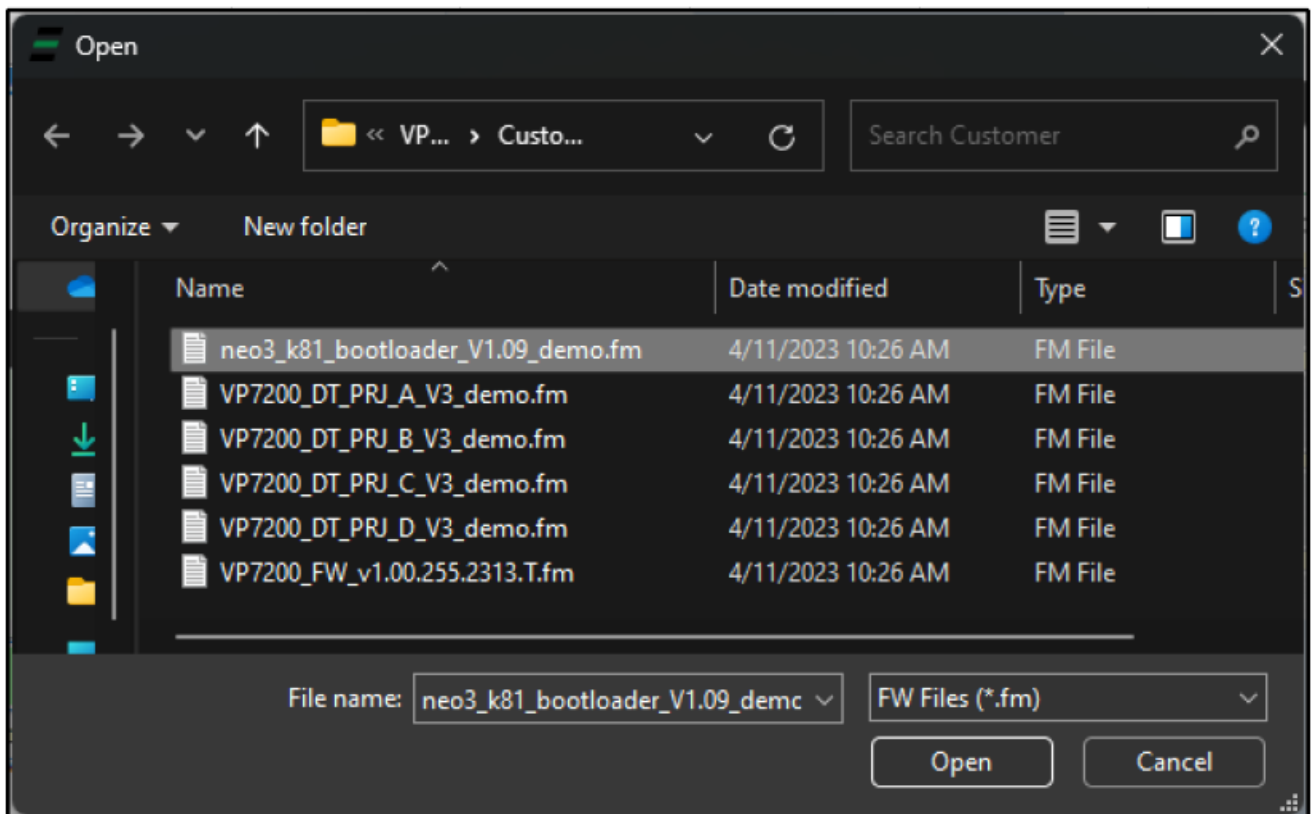 Open
« VP... > Custo... Search Customer
Organize New folder ?
Name Date modified Type S
neo3_k81_bootloader_V1.09_demo.fm 4/11/2023 10:26 AM FM File
VP7200_DT_PRJ_A_V3_demo.fm 4/11/2023 10:26 AM FM File
VP7200_DT_PRJ_B_V3_demo.fm 4/11/2023 10:26 AM FM File
VP7200_DT_PRJ_C_V3_demo.fm 4/11/2023 10:26 AM FM File
VP7200_DT_PRJ_D_V3_demo.fm 4/11/2023 10:26 AM FM File
VP7200_FW_v1.00.255.2313.T.fm 4/11/2023 10:26 AM FM File
File name: neo3_k81_bootloader_V1.09_demc FW Files (*.fm)
Open Cancel